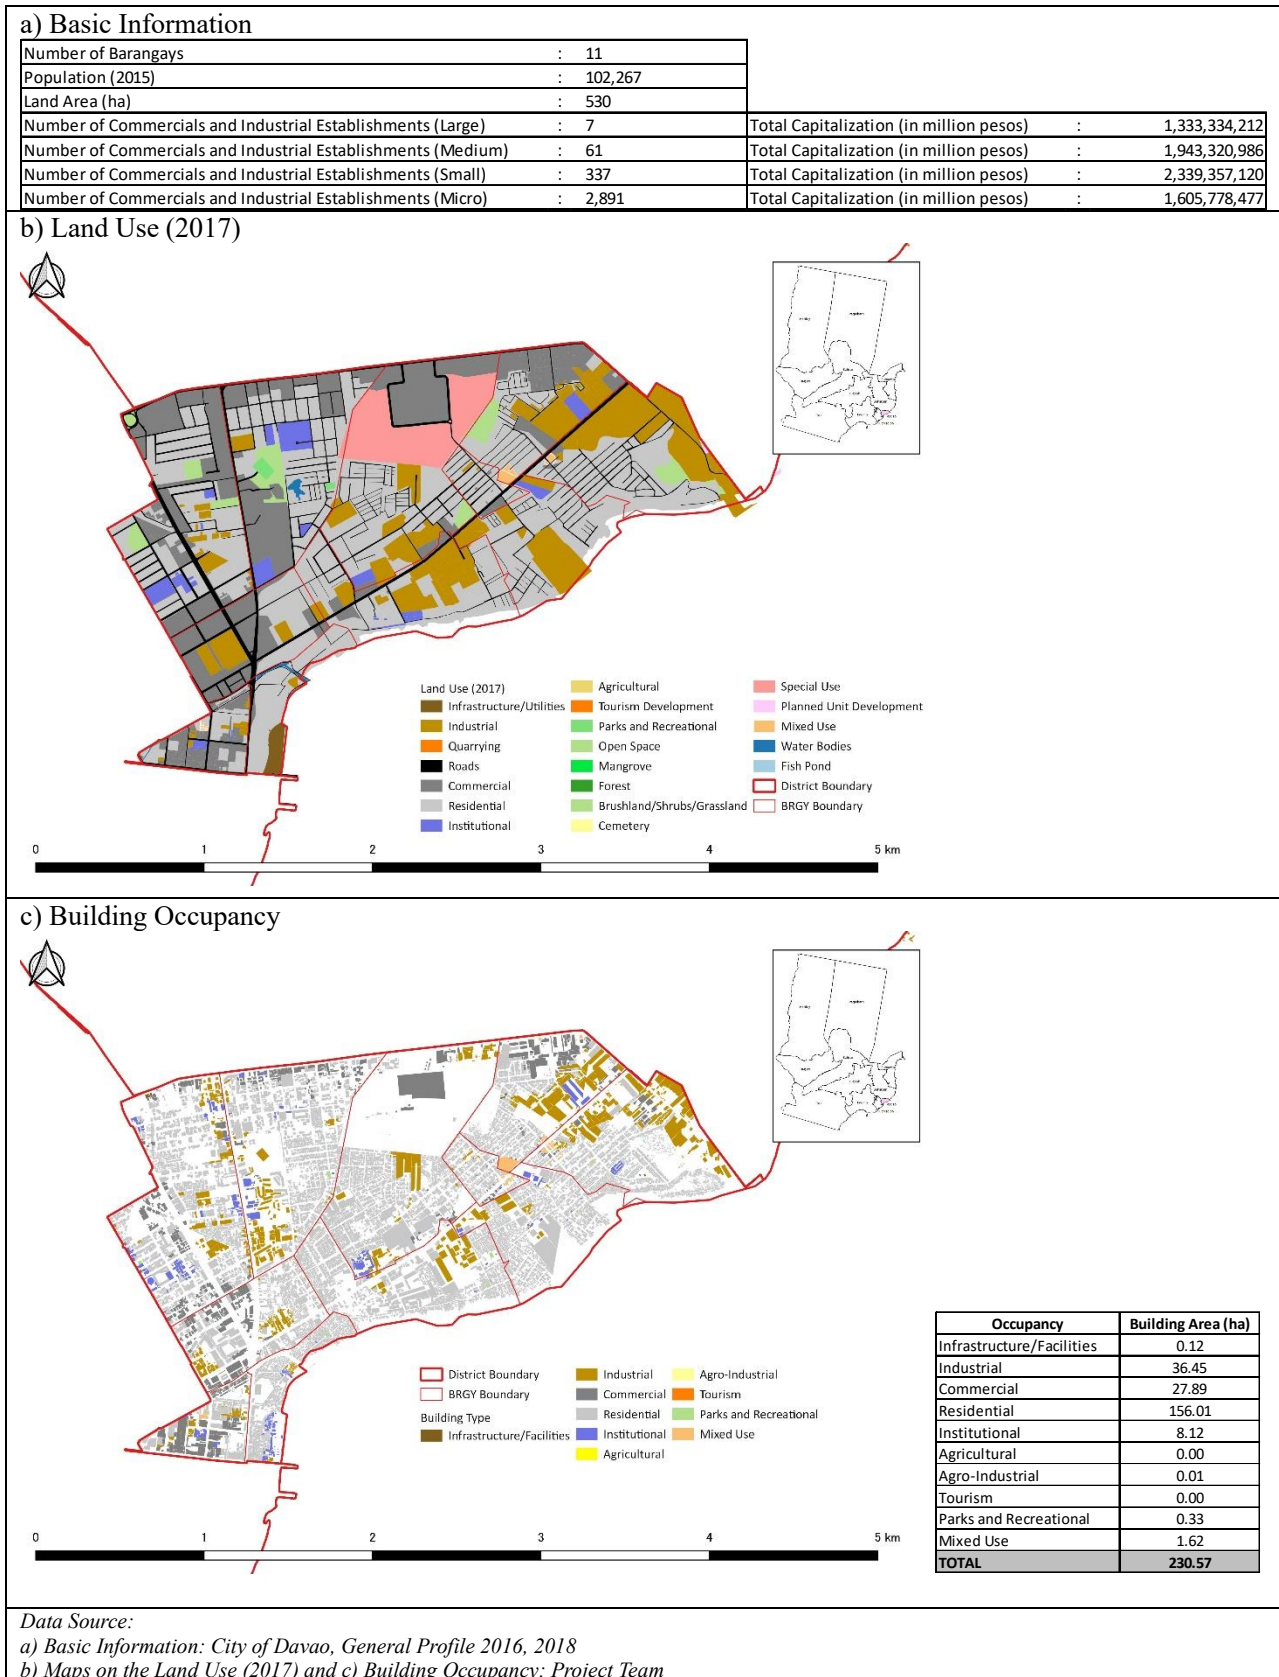 a) Basic Information
Number of Barangays : 11
Population (2015) : 102,267
Land Area (ha) : 530
Number of Commercials and Industrial Establishments (Large) : 7 Total Capitalization (in million pesos) : 1,333,334,212
Number of Commercials and Industrial Establishments (Medium) : 61 Total Capitalization (in million pesos) : 1,943,320,986
Number of Commercials and Industrial Establishments (Small) : 337 Total Capitalization (in million pesos) : 2,339,357,120
Number of Commercials and Industrial Establishments (Micro) : 2,891 Total Capitalization (in million pesos) : 1,605,778,477
b) Land Use (2017)
Land Use (2017)
Infrastructure/Utilities
Industrial
Quarrying
Roads
Commercial
Residential
Institutional
Agricultural
Tourism Development
Parks and Recreational
Open Space
Mangrove
Forest
Brushland/Shrubs/Grassland
Cemetery
Special Use
Planned Unit Development
Mixed Use
Water Bodies
Fish Pond
District Boundary
BRGY Boundary
0 1 2 3 4 5 km
c) Building Occupancy
District Boundary
BRGY Boundary
Building Type
Infrastructure/Facilities
Industrial
Commercial
Residential
Institutional
Agricultural
Agro-Industrial
Tourism
Parks and Recreational
Mixed Use
0 1 2 3 4 5 km
Occupancy Building Area (ha)
Infrastructure/Facilities 0.12
Industrial 36.45
Commercial 27.89
Residential 156.01
Institutional 8.12
Agricultural 0.00
Agro-Industrial 0.01
Tourism 0.00
Parks and Recreational 0.33
Mixed Use 1.62
TOTAL 230.57
Data Source:
a) Basic Information: City of Davao, General Profile 2016, 2018
b) Maps on the Land Use (2017) and c) Building Occupancy: Project Team